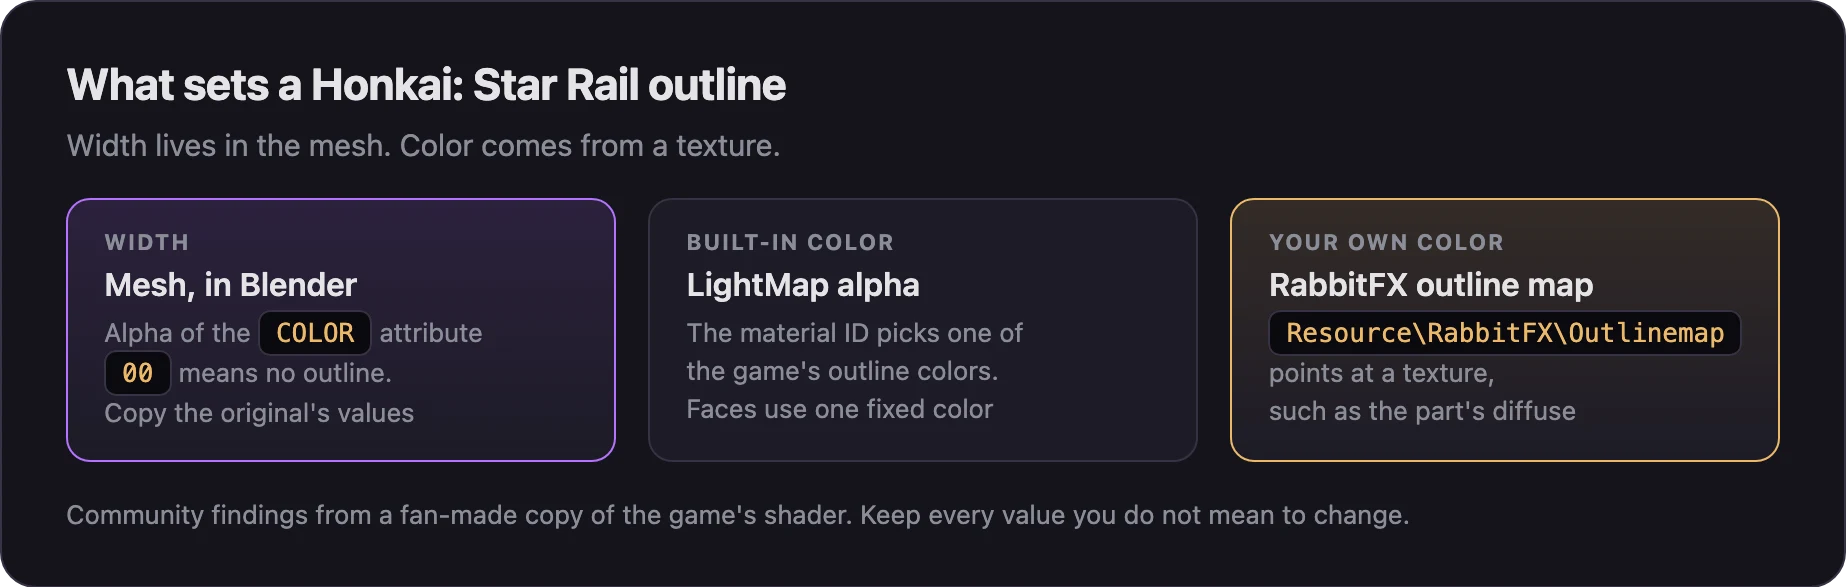 What sets a Honkai: Star Rail outline
Width lives in the mesh. Color comes from a texture.
WIDTH
Mesh, in Blender
Alpha of the COLOR attribute
00 means no outline.
Copy the original's values
BUILT-IN COLOR
LightMap alpha
The material ID picks one of
the game's outline colors.
Faces use one fixed color
YOUR OWN COLOR
RabbitFX outline map
Resource\RabbitFX\Outlinemap
points at a texture,
such as the part's diffuse
Community findings from a fan-made copy of the game's shader. Keep every value you do not mean to change.